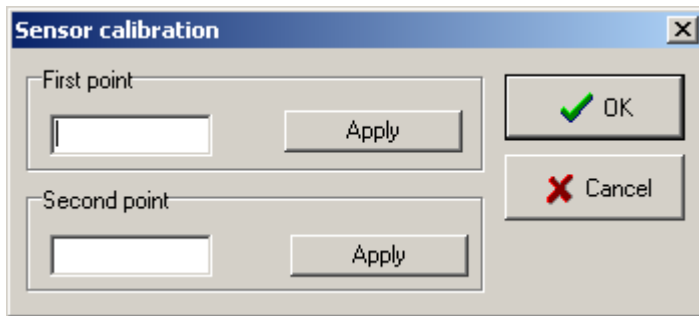 Sensor calibration
First point
Apply
OK
Second point
Apply
Cancel